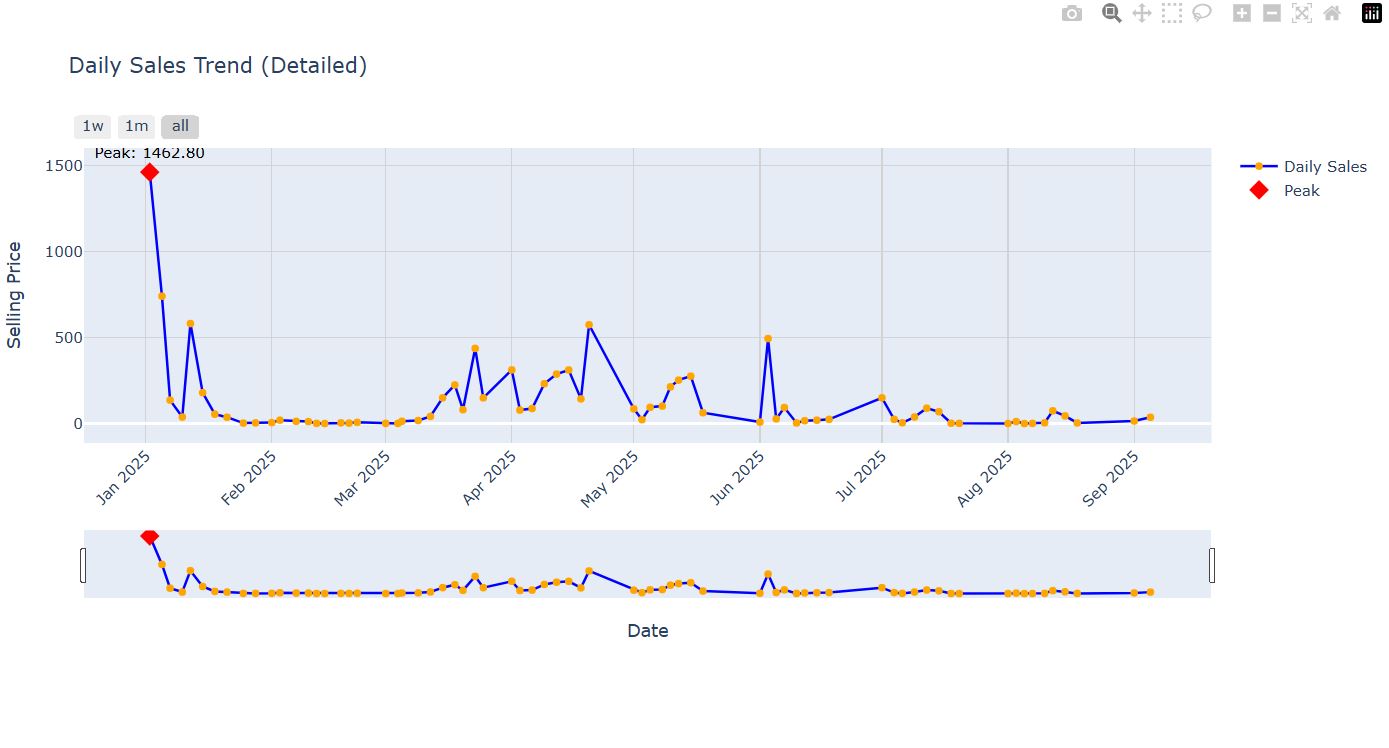 Daily Sales Trend (Detailed)
1w 1m all
Peak: 1462.80
1500
1000
500
0
Selling Price
Daily Sales
Peak
Jan 2025
Feb 2025
Mar 2025
Apr 2025
May 2025
Jun 2025
Jul 2025
Aug 2025
Sep 2025
Date